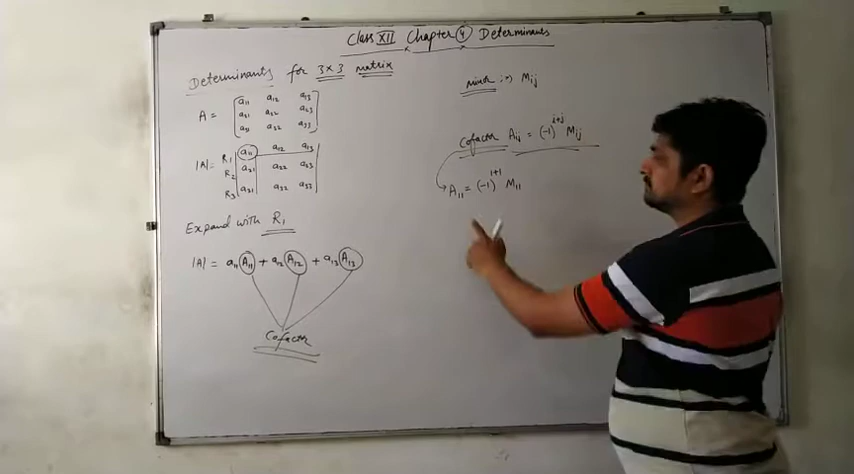 Class XII Chapter 4 Determinants
Determinants for 3×3 matrix
A = [a11 a12 a13
a21 a22 a23
a31 a32 a33]
|A| = R1 | a11 a12 a13
R2 | a21 a22 a23
R3 | a31 a32 a33 |
Expand with R1
|A| = a11 A11 + a12 A12 + a13 A13
Cofactor
minor :→ Mij
Cofactor Aij = (-1)^i+j Mij
A11 = (-1)^1+1 M11